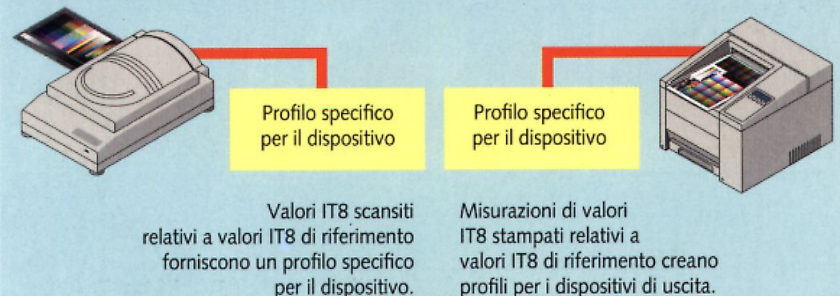 Profilo specifico
per il dispositivo
Profilo specifico
per il dispositivo
Valori IT8 scansiti
relativi a valori IT8 di riferimento
forniscono un profilo specifico
per il dispositivo.
Misurazioni di valori
IT8 stampati relativi a
valori IT8 di riferimento creano
profili per i dispositivi di uscita.